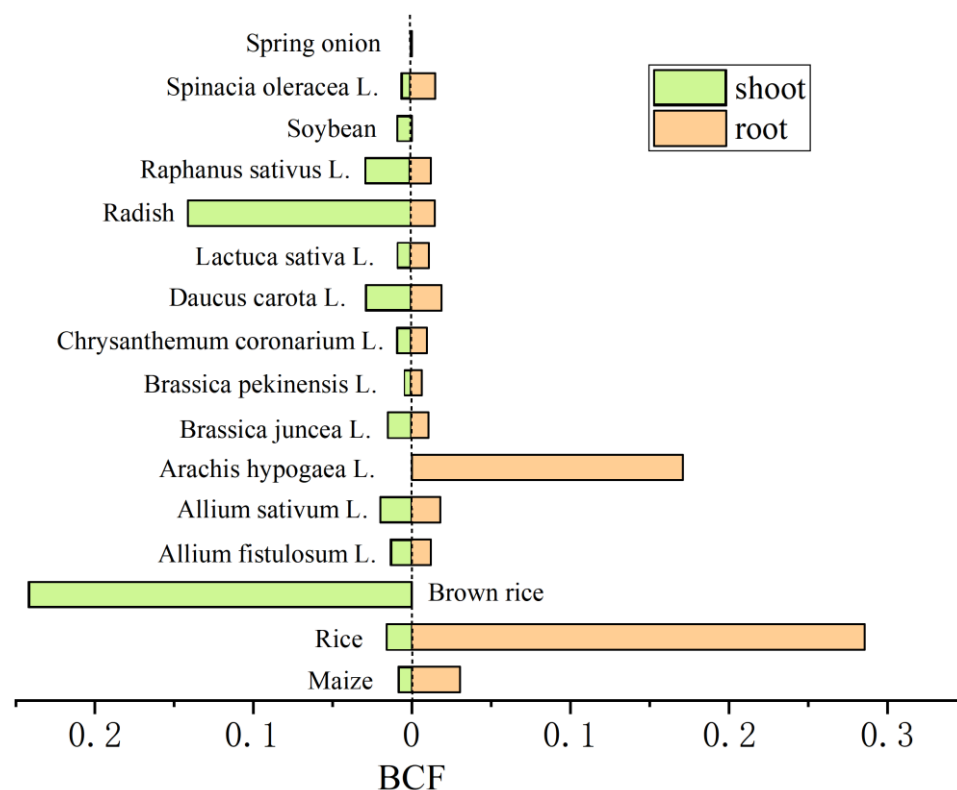 Spring onion
Spinacia oleracea L.
shoot
Soybean
root
Raphanus sativus L.
Radish
Lactuca sativa L.
Daucus carota L.
Chrysanthemum coronarium L.
Brassica pekinensis L.
Brassica juncea L.
Arachis hypogaea L.
Allium sativum L.
Allium fistulosum L.
Brown rice
Rice
Maize
0.2 0.1 0 0.1 0.2 0.3
BCF